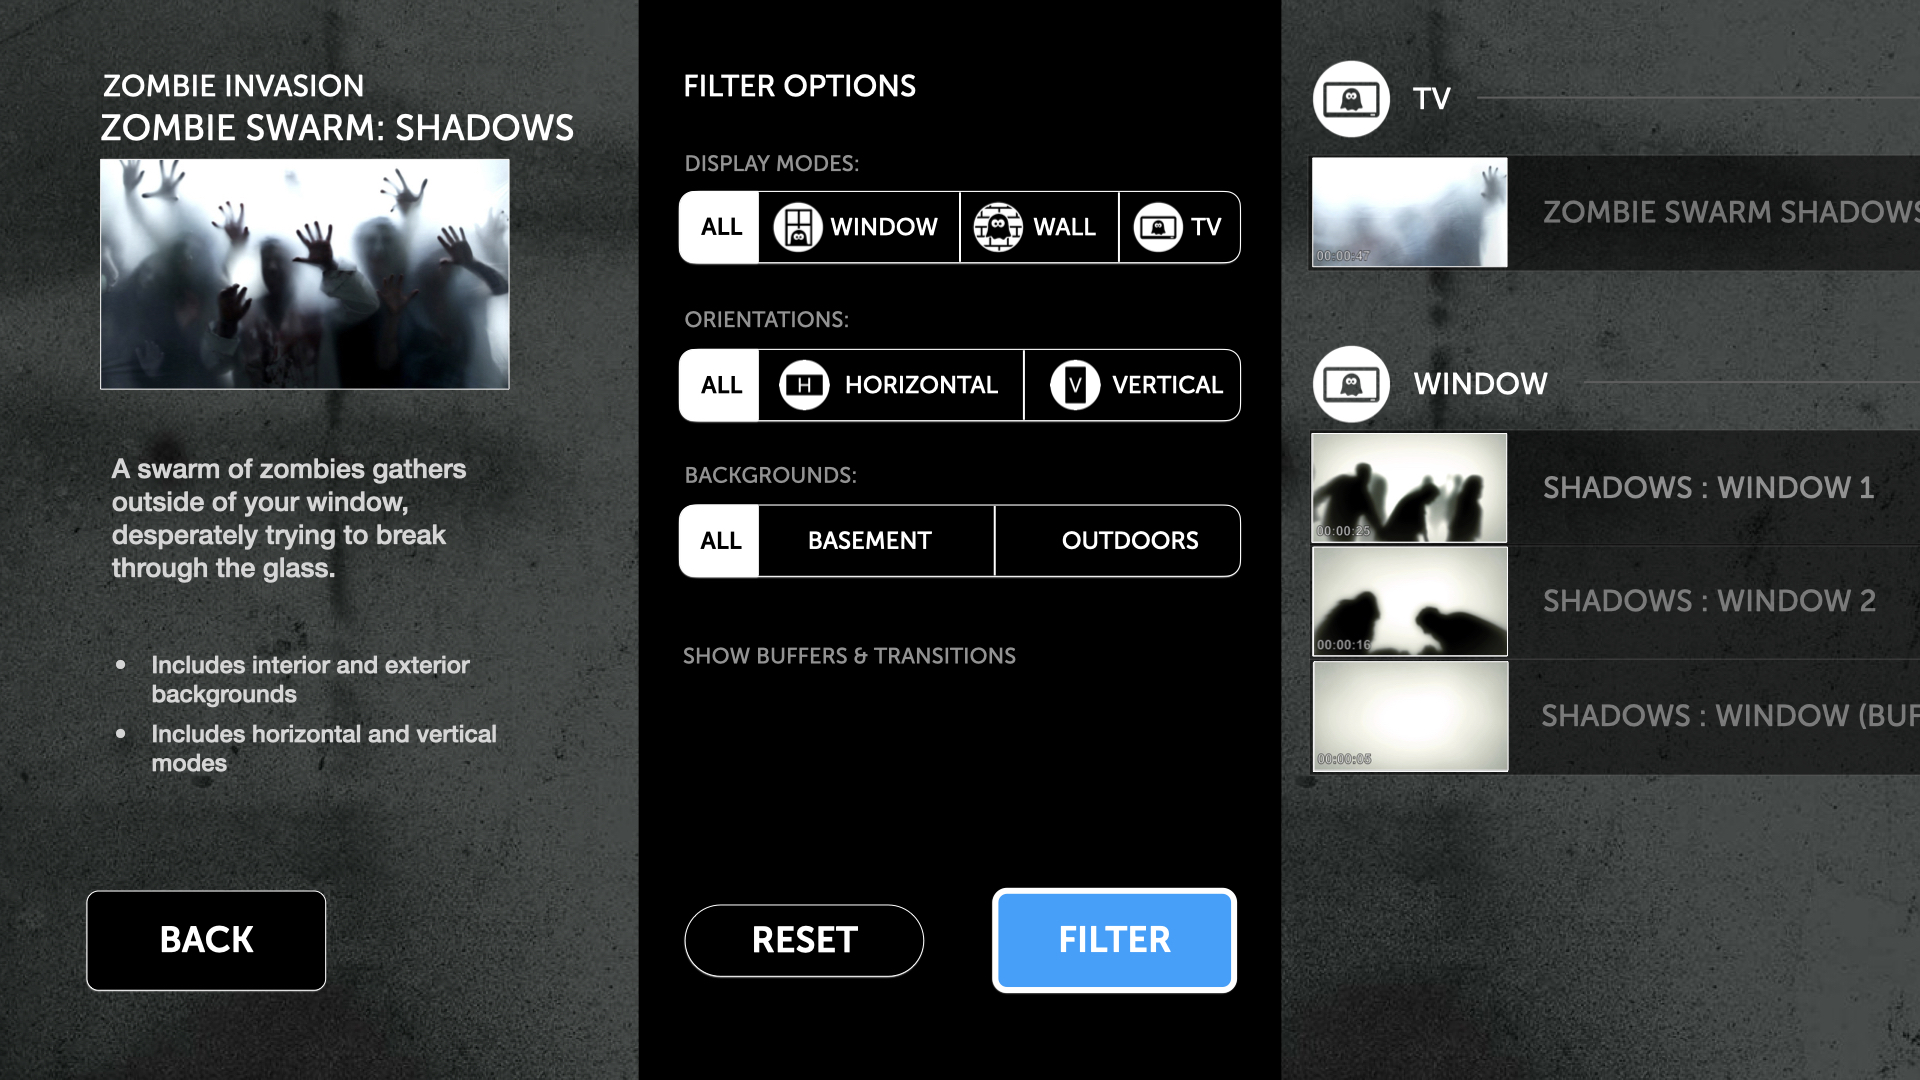 ZOMBIE INVASION
ZOMBIE SWARM: SHADOWS
A swarm of zombies gathers
outside of your window,
desperately trying to break
through the glass.
• Includes interior and exterior
backgrounds
• Includes horizontal and vertical
modes
BACK
FILTER OPTIONS
DISPLAY MODES:
ALL WINDOW WALL TV
ORIENTATIONS:
ALL H HORIZONTAL V VERTICAL
BACKGROUNDS:
ALL BASEMENT OUTDOORS
SHOW BUFFERS & TRANSITIONS
RESET FILTER
TV
ZOMBIE SWARM SHADOWS
00:00:47
WINDOW
SHADOWS : WINDOW 1
00:00:25
SHADOWS : WINDOW 2
00:00:16
SHADOWS : WINDOW (BUF
00:00:05